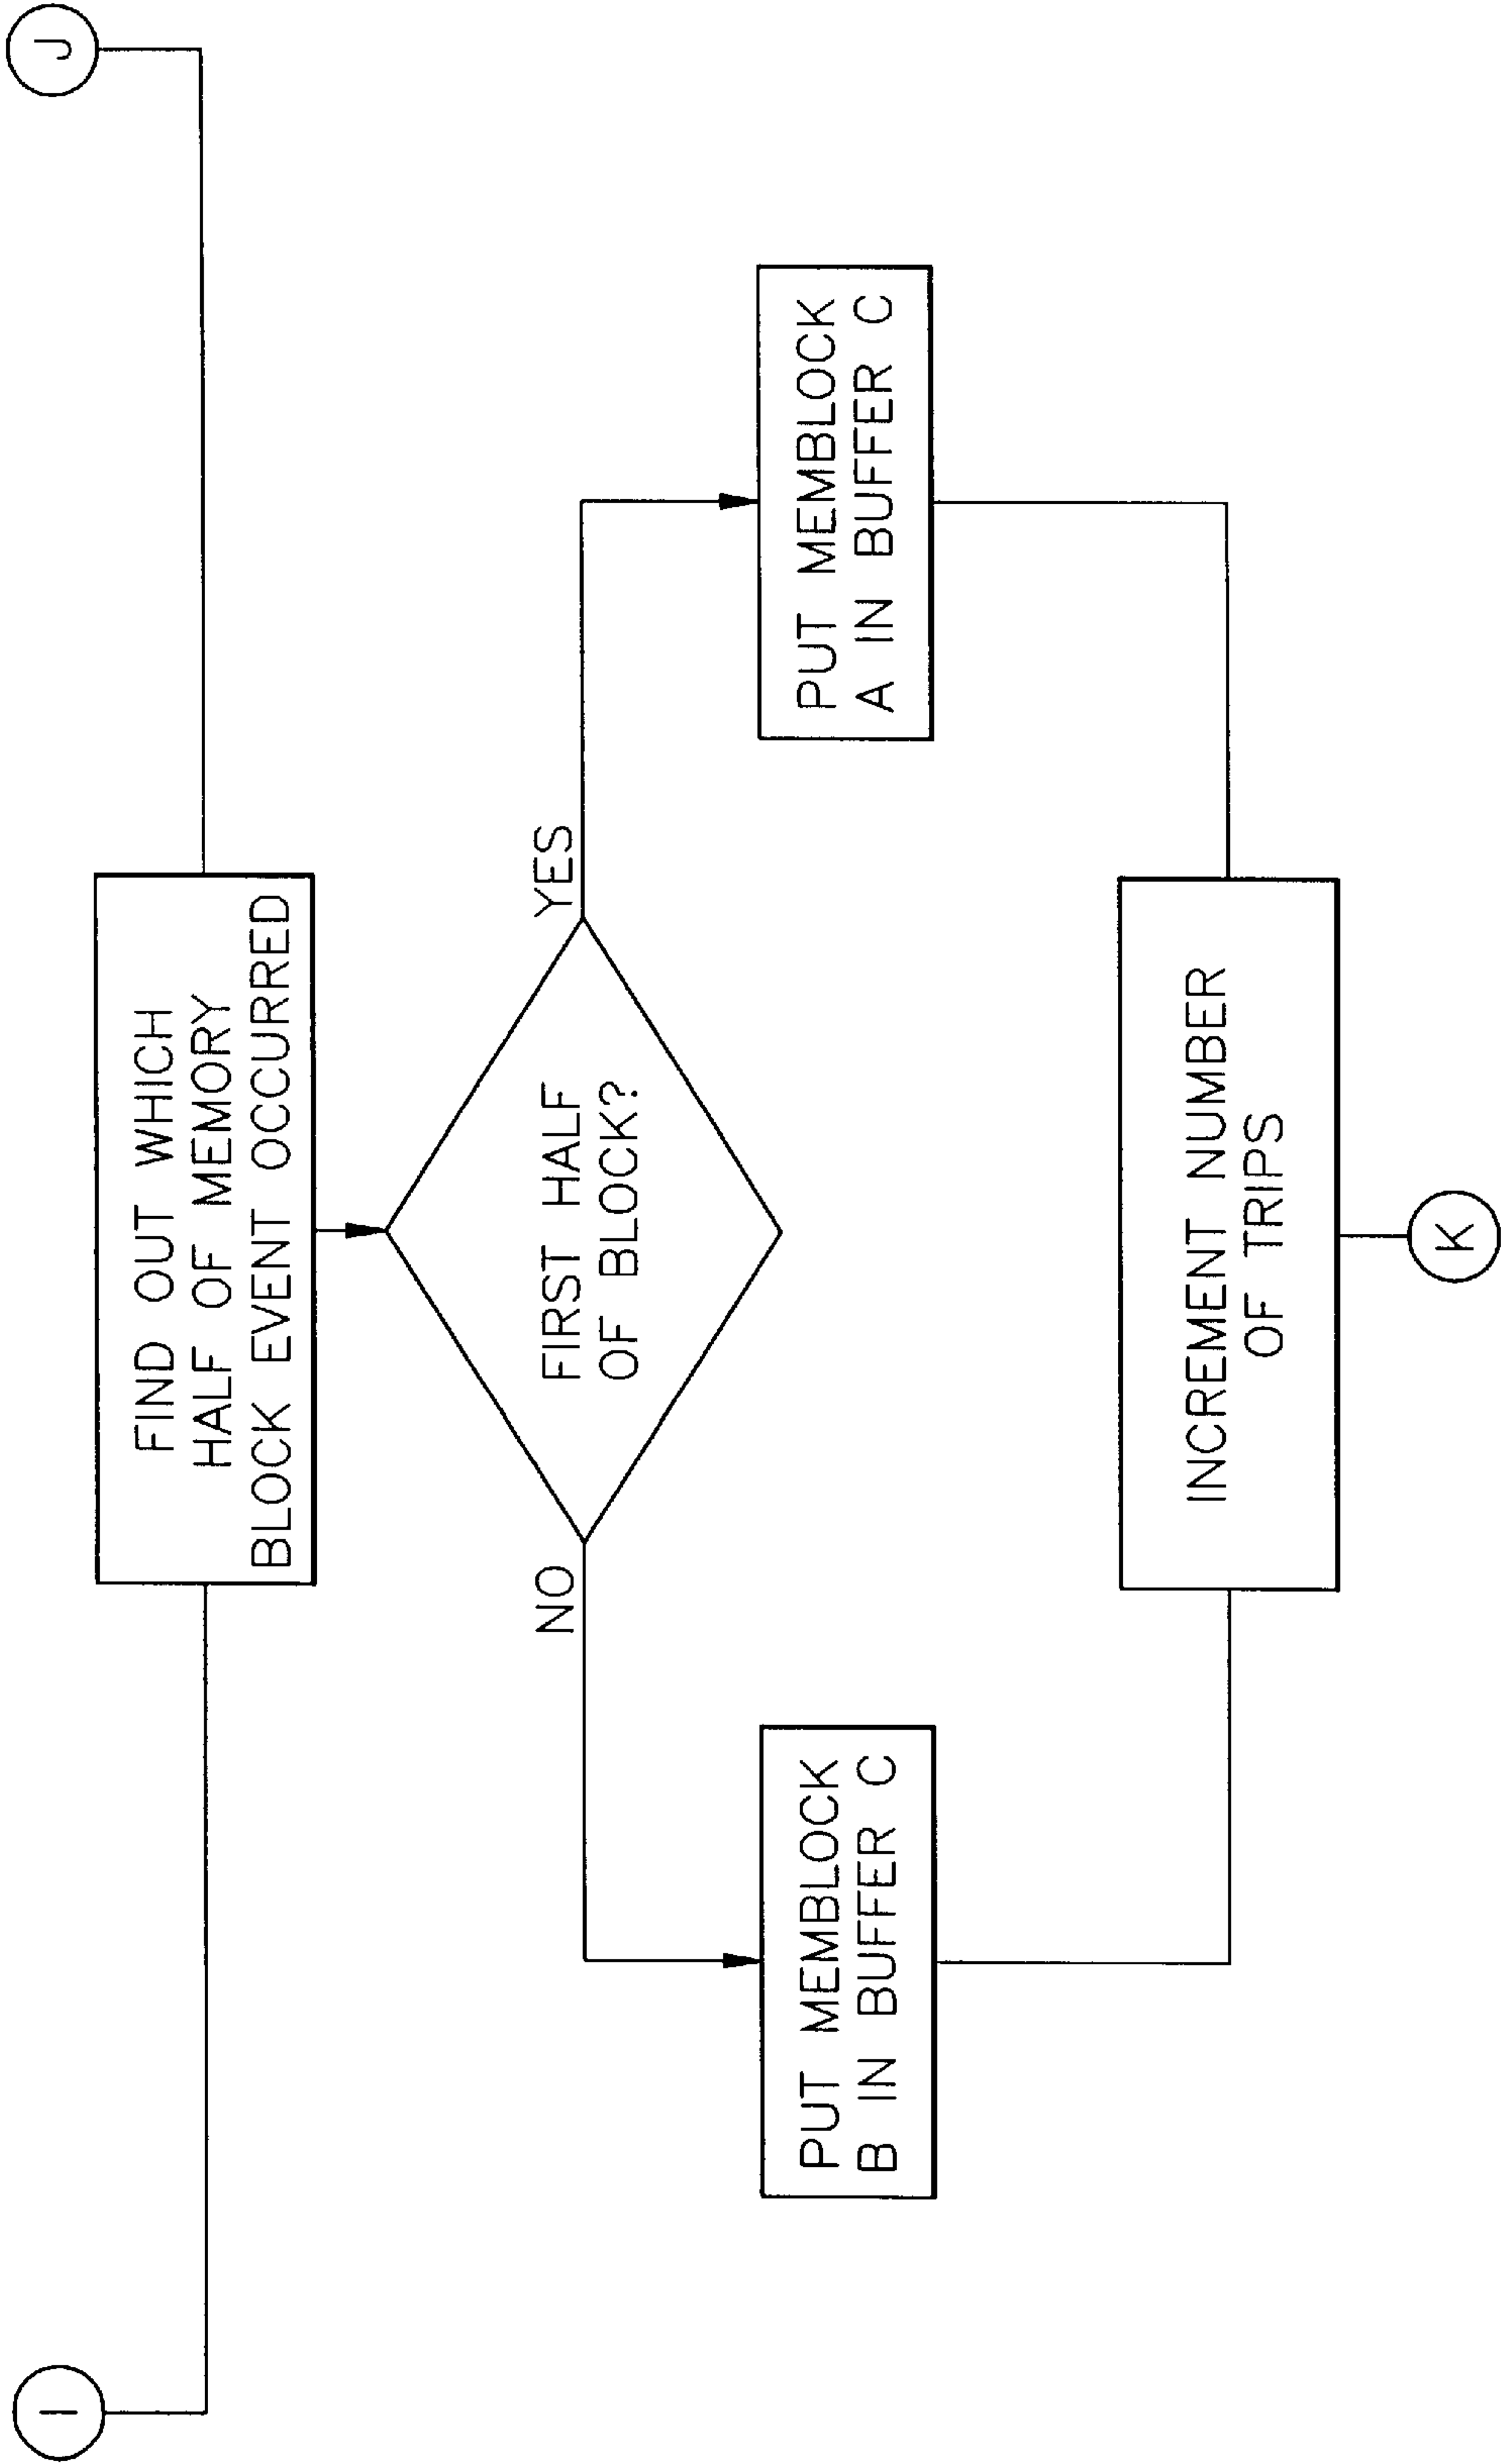 I
J
FIND OUT WHICH
HALF OF MEMORY
BLOCK EVENT OCCURRED
NO
YES
FIRST HALF
OF BLOCK?
PUT MEMBLOCK
B IN BUFFER C
PUT MEMBLOCK
A IN BUFFER C
INCREMENT NUMBER
OF TRIPS
K